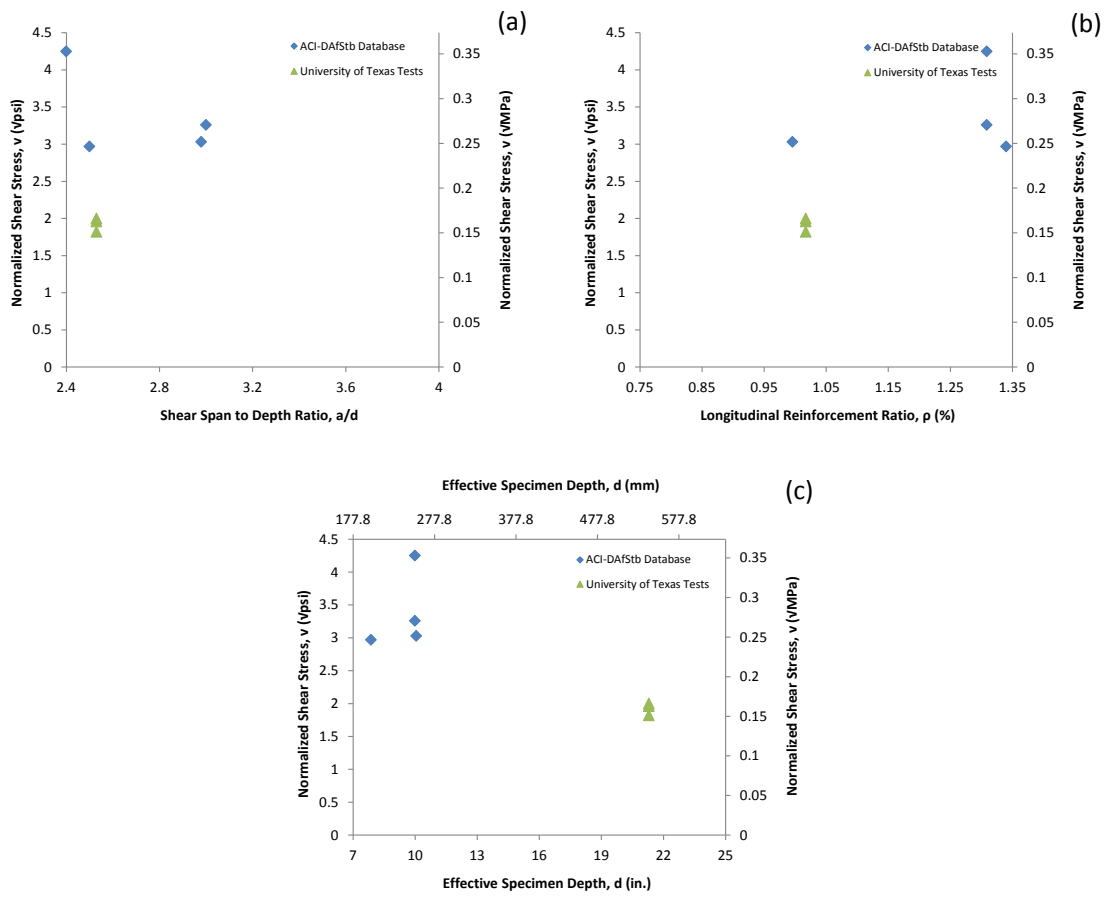 (a)
4.5
4
3.5
3
2.5
2
1.5
1
0.5
0
Normalized Shear Stress, v (√psi)
ACI-DAfStb Database
University of Texas Tests
0.35
0.3
0.25
0.2
0.15
0.1
0.05
0
Normalized Shear Stress, v (√MPa)
2.4 2.8 3.2 3.6 4
Shear Span to Depth Ratio, a/d
(b)
4.5
4
3.5
3
2.5
2
1.5
1
0.5
0
Normalized Shear Stress, v (√psi)
ACI-DAfStb Database
University of Texas Tests
0.35
0.3
0.25
0.2
0.15
0.1
0.05
0
Normalized Shear Stress, v (√MPa)
0.75 0.85 0.95 1.05 1.15 1.25 1.35
Longitudinal Reinforcement Ratio, ρ (%)
(c)
Effective Specimen Depth, d (mm)
177.8 277.8 377.8 477.8 577.8
4.5
4
3.5
3
2.5
2
1.5
1
0.5
0
Normalized Shear Stress, v (√psi)
ACI-DAfStb Database
University of Texas Tests
0.35
0.3
0.25
0.2
0.15
0.1
0.05
0
Normalized Shear Stress, v (√MPa)
7 10 13 16 19 22 25
Effective Specimen Depth, d (in.)